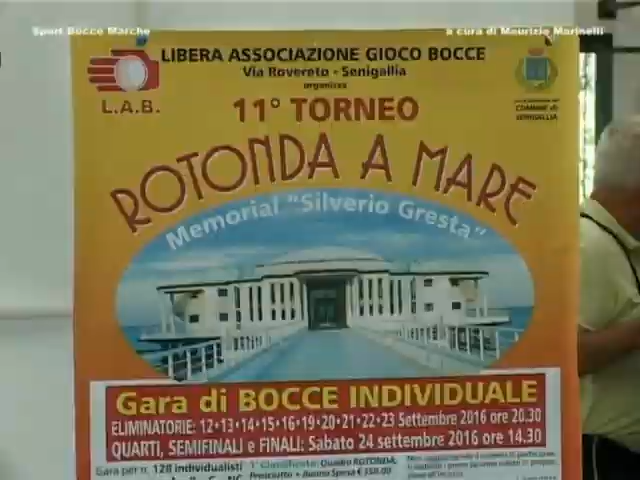 Sport Bocce Marche
a cura di Maurizio Marinelli
LIBERA ASSOCIAZIONE GIOCO BOCCE
Via Rovereto - Senigallia
organizza
L.A.B.
COMUNE di
SENIGALLIA
11° TORNEO
ROTONDA A MARE
Memorial "Silverio Gresta"
Gara di BOCCE INDIVIDUALE
ELIMINATORIE: 12•13•14•15•16•19•20•21•22•23 Settembre 2016 ore 20.30
QUARTI, SEMIFINALI e FINALI: Sabato 24 settembre 2016 ore 14.30
Gara per n. 128 individualisti
1° Classificato: Quadro ROTONDA,
Prosciutto + Buono Spesa €